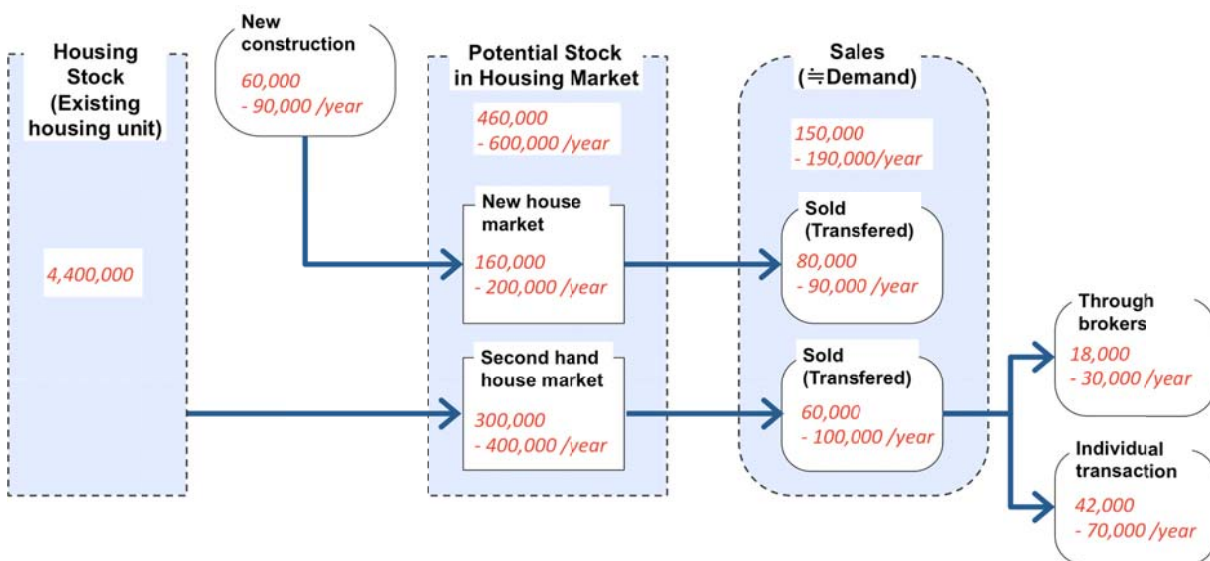 Housing
Stock
(Existing
housing unit)
4,400,000
New
construction
60,000
- 90,000 /year
Potential Stock
in Housing Market
460,000
- 600,000 /year
New house
market
160,000
- 200,000 /year
Second hand
house market
300,000
- 400,000 /year
Sales
(≒Demand)
150,000
- 190,000/year
Sold
(Transfered)
80,000
- 90,000 /year
Sold
(Transfered)
60,000
- 100,000 /year
Through
brokers
18,000
- 30,000 /year
Individual
transaction
42,000
- 70,000 /year